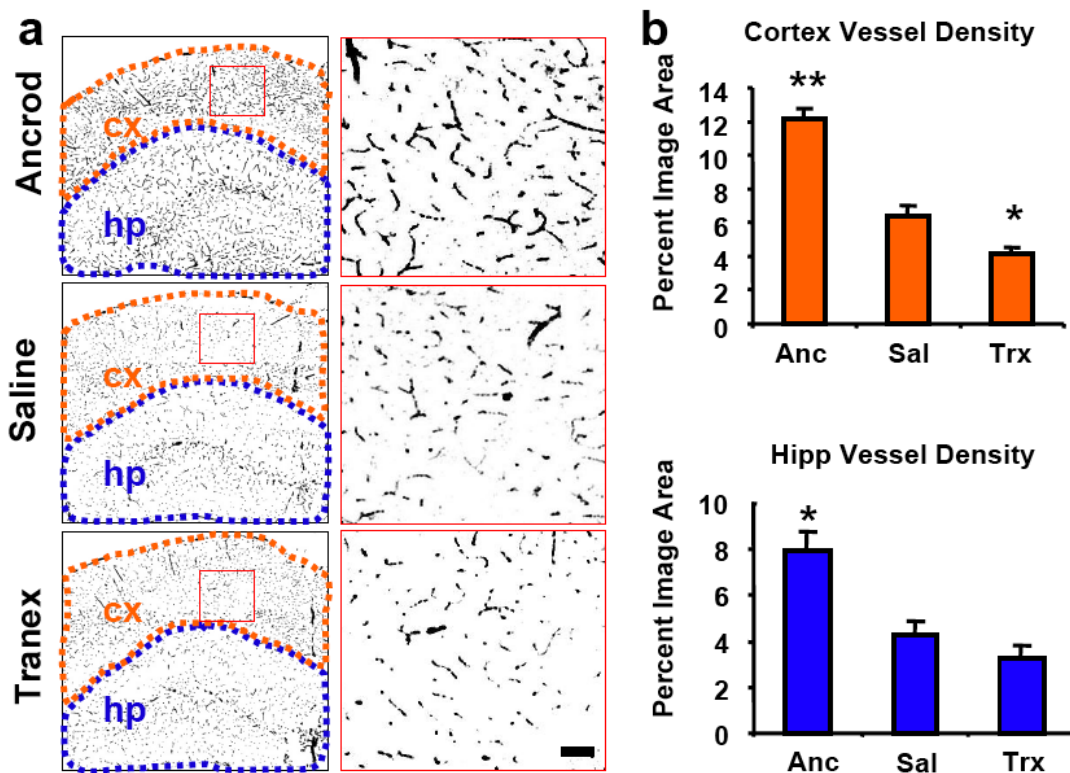 a
Ancrod
cx
hp
Saline
cx
hp
Tranex
cx
hp
b
Cortex Vessel Density
Percent Image Area
14
12
10
8
6
4
2
0
**
*
Anc Sal Trx
Hipp Vessel Density
Percent Image Area
10
8
6
4
2
0
*
Anc Sal Trx